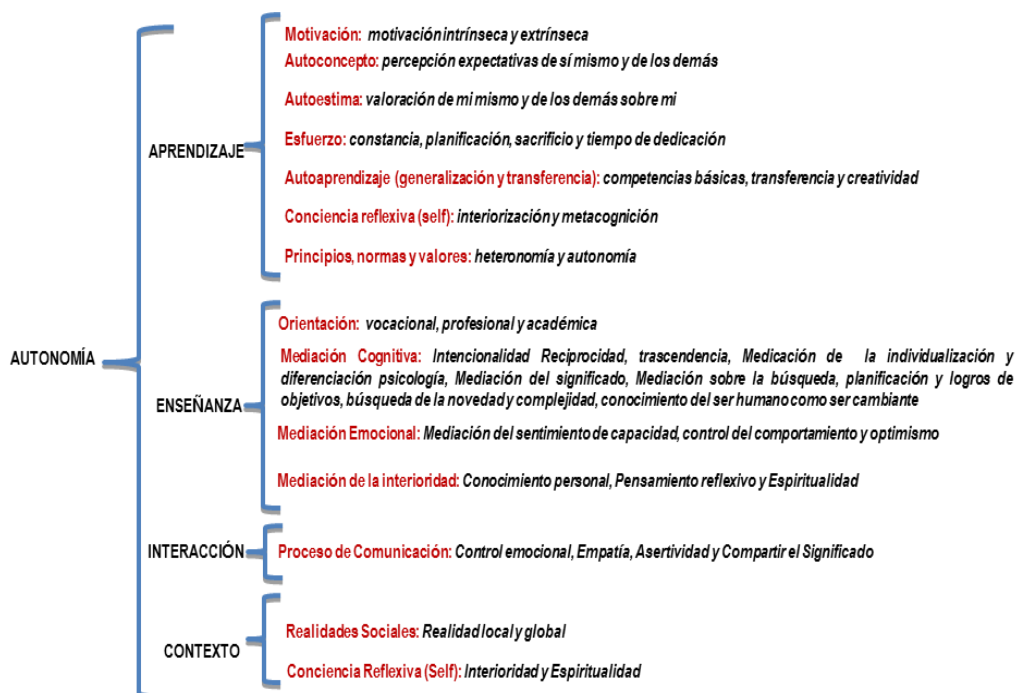 Motivación: motivación intrínseca y extrínseca
Autoconcepto: percepción expectativas de sí mismo y de los demás
Autoestima: valoración de mi mismo y de los demás sobre mi
Esfuerzo: constancia, planificación, sacrificio y tiempo de dedicación
APRENDIZAJE
Autoaprendizaje (generalización y transferencia): competencias básicas, transferencia y creatividad
Conciencia reflexiva (self): interiorización y metacognición
Principios, normas y valores: heteronomía y autonomía
Orientación: vocacional, profesional y académica
AUTONOMÍA
Mediación Cognitiva: Intencionalidad Reciprocidad, trascendencia, Medicación de la individualización y
diferenciación psicología, Mediación del significado, Mediación sobre la búsqueda, planificación y logros de
objetivos, búsqueda de la novedad y complejidad, conocimiento del ser humano como ser cambiante
ENSEÑANZA
Mediación Emocional: Mediación del sentimiento de capacidad, control del comportamiento y optimismo
Mediación de la interioridad: Conocimiento personal, Pensamiento reflexivo y Espiritualidad
INTERACCIÓN
Proceso de Comunicación: Control emocional, Empatía, Asertividad y Compartir el Significado
Realidades Sociales: Realidad local y global
CONTEXTO
Conciencia Reflexiva (Self): Interioridad y Espiritualidad